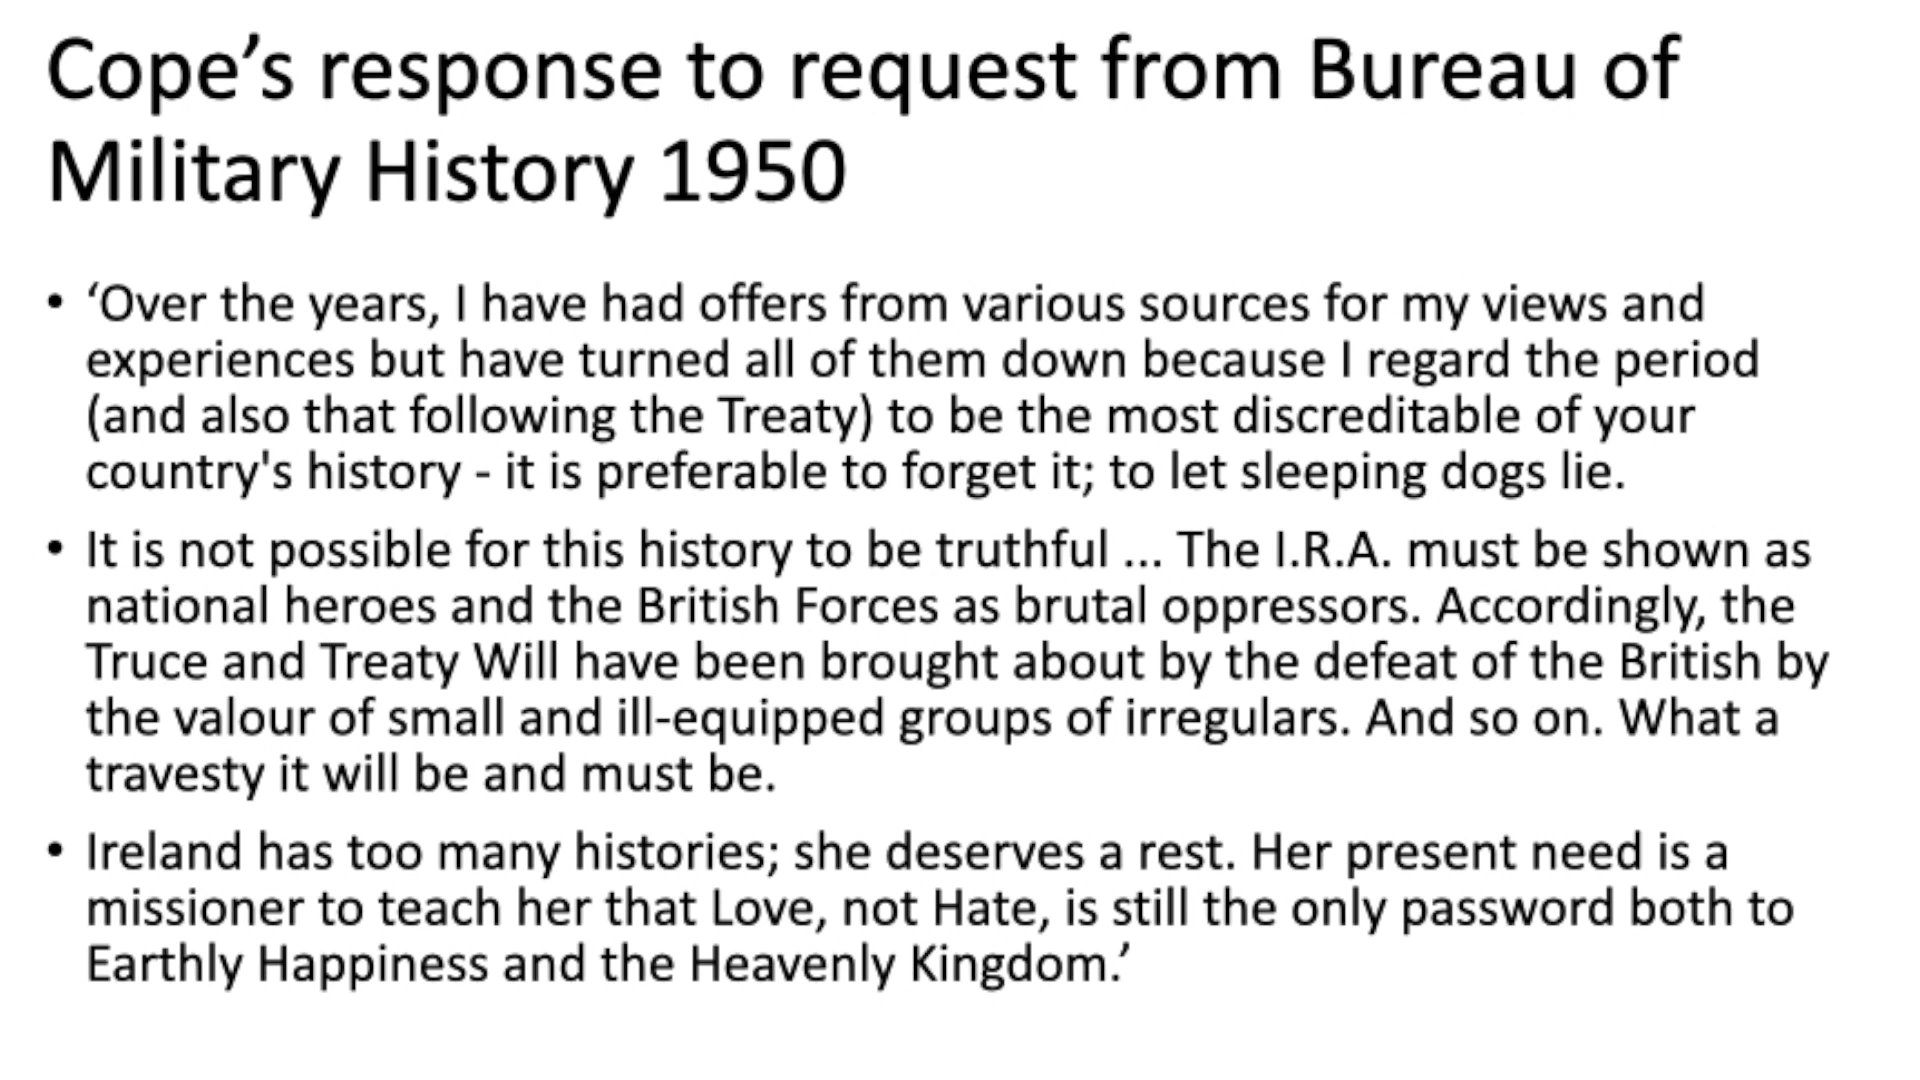 Cope’s response to request from Bureau of
Military History 1950
• ‘Over the years, I have had offers from various sources for my views and
experiences but have turned all of them down because I regard the period
(and also that following the Treaty) to be the most discreditable of your
country's history - it is preferable to forget it; to let sleeping dogs lie.
• It is not possible for this history to be truthful ... The I.R.A. must be shown as
national heroes and the British Forces as brutal oppressors. Accordingly, the
Truce and Treaty Will have been brought about by the defeat of the British by
the valour of small and ill-equipped groups of irregulars. And so on. What a
travesty it will be and must be.
• Ireland has too many histories; she deserves a rest. Her present need is a
missioner to teach her that Love, not Hate, is still the only password both to
Earthly Happiness and the Heavenly Kingdom.’